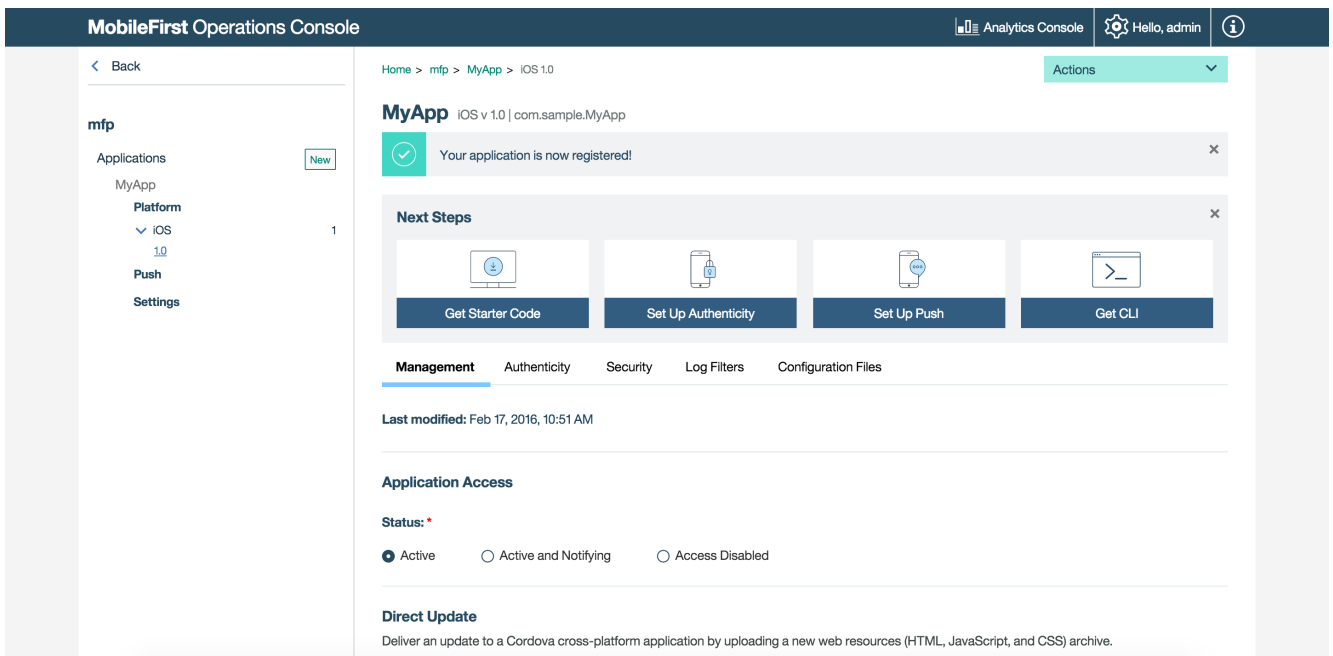 MobileFirst Operations Console
Analytics Console
Hello, admin
Back
mfp
Applications
New
MyApp
Platform
iOS 1
1.0
Push
Settings
Home > mfp > MyApp > iOS 1.0
Actions
MyApp iOS v 1.0 | com.sample.MyApp
Your application is now registered!
Next Steps
Get Starter Code
Set Up Authenticity
Set Up Push
Get CLI
Management Authenticity Security Log Filters Configuration Files
Last modified: Feb 17, 2016, 10:51 AM
Application Access
Status: *
Active Active and Notifying Access Disabled
Direct Update
Deliver an update to a Cordova cross-platform application by uploading a new web resources (HTML, JavaScript, and CSS) archive.